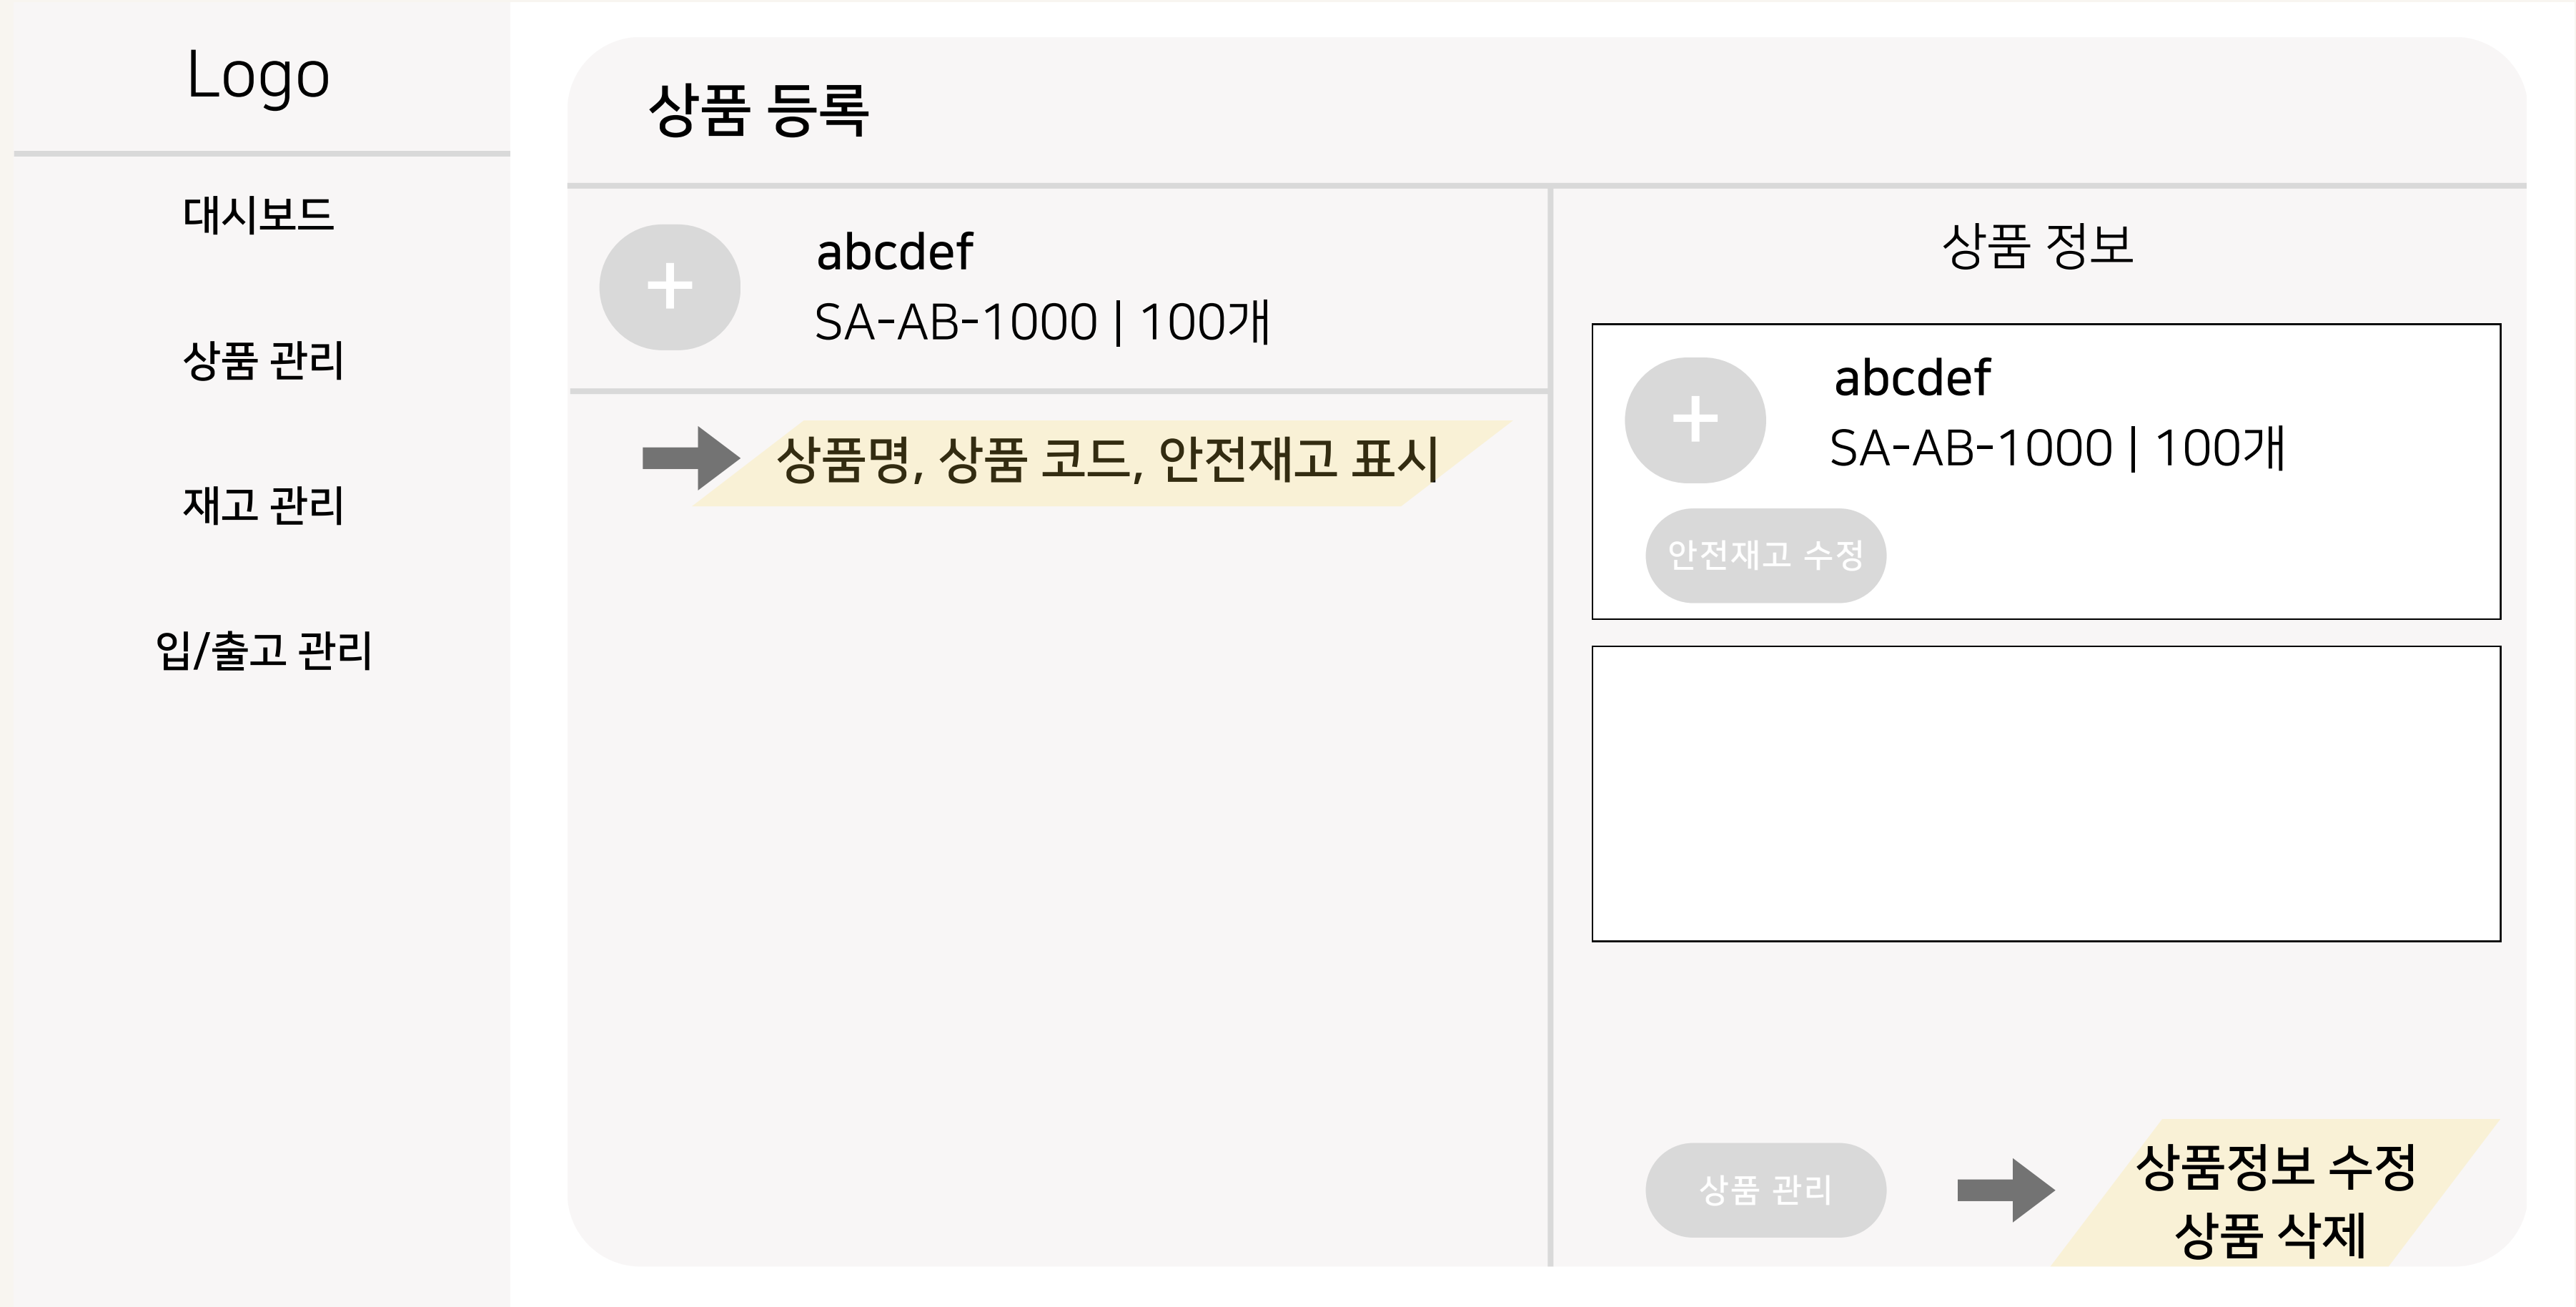 Logo
대시보드
상품 관리
재고 관리
입/출고 관리
상품 등록
abcdef
SA-AB-1000 | 100개
상품명, 상품 코드, 안전재고 표시
상품 정보
abcdef
SA-AB-1000 | 100개
안전재고 수정
상품 관리
상품정보 수정
상품 삭제